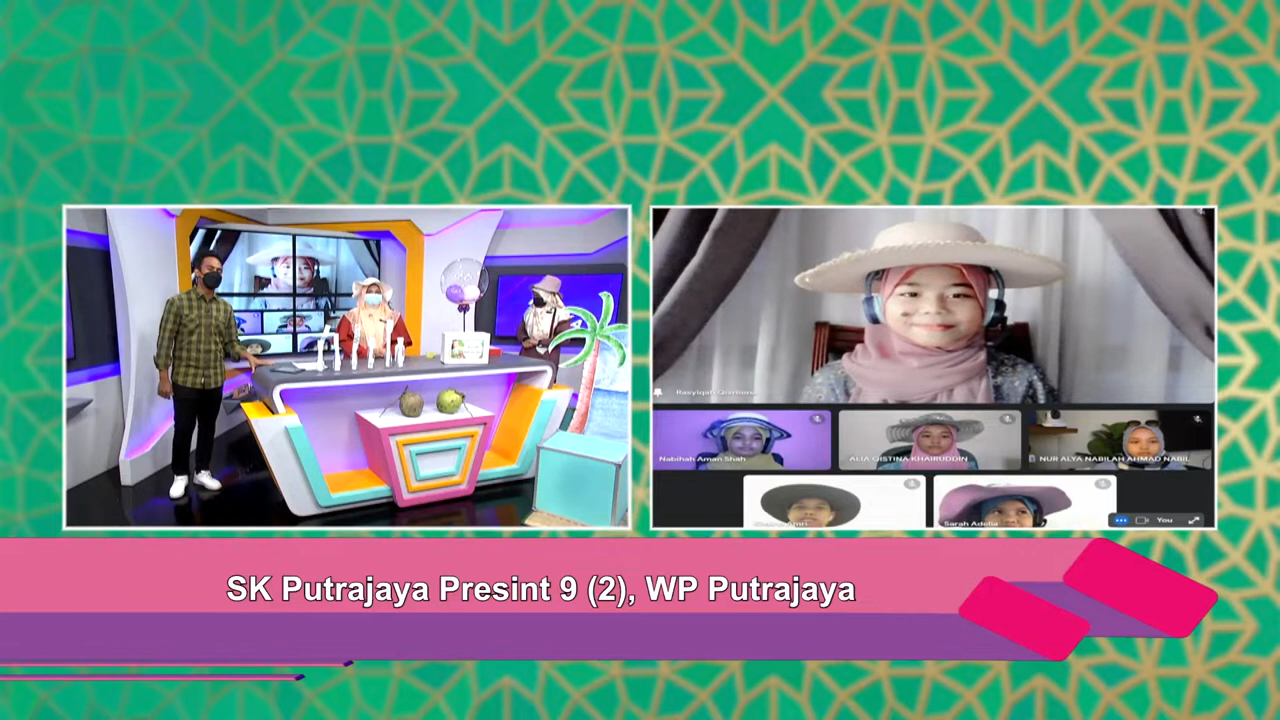 Nabihah Aman Shah
ALIA QISTINA KHAIRUDDIN
NUR ALYA NABILAH AHMAD NABIL
Sarah Adelia
You
SK Putrajaya Presint 9 (2), WP Putrajaya